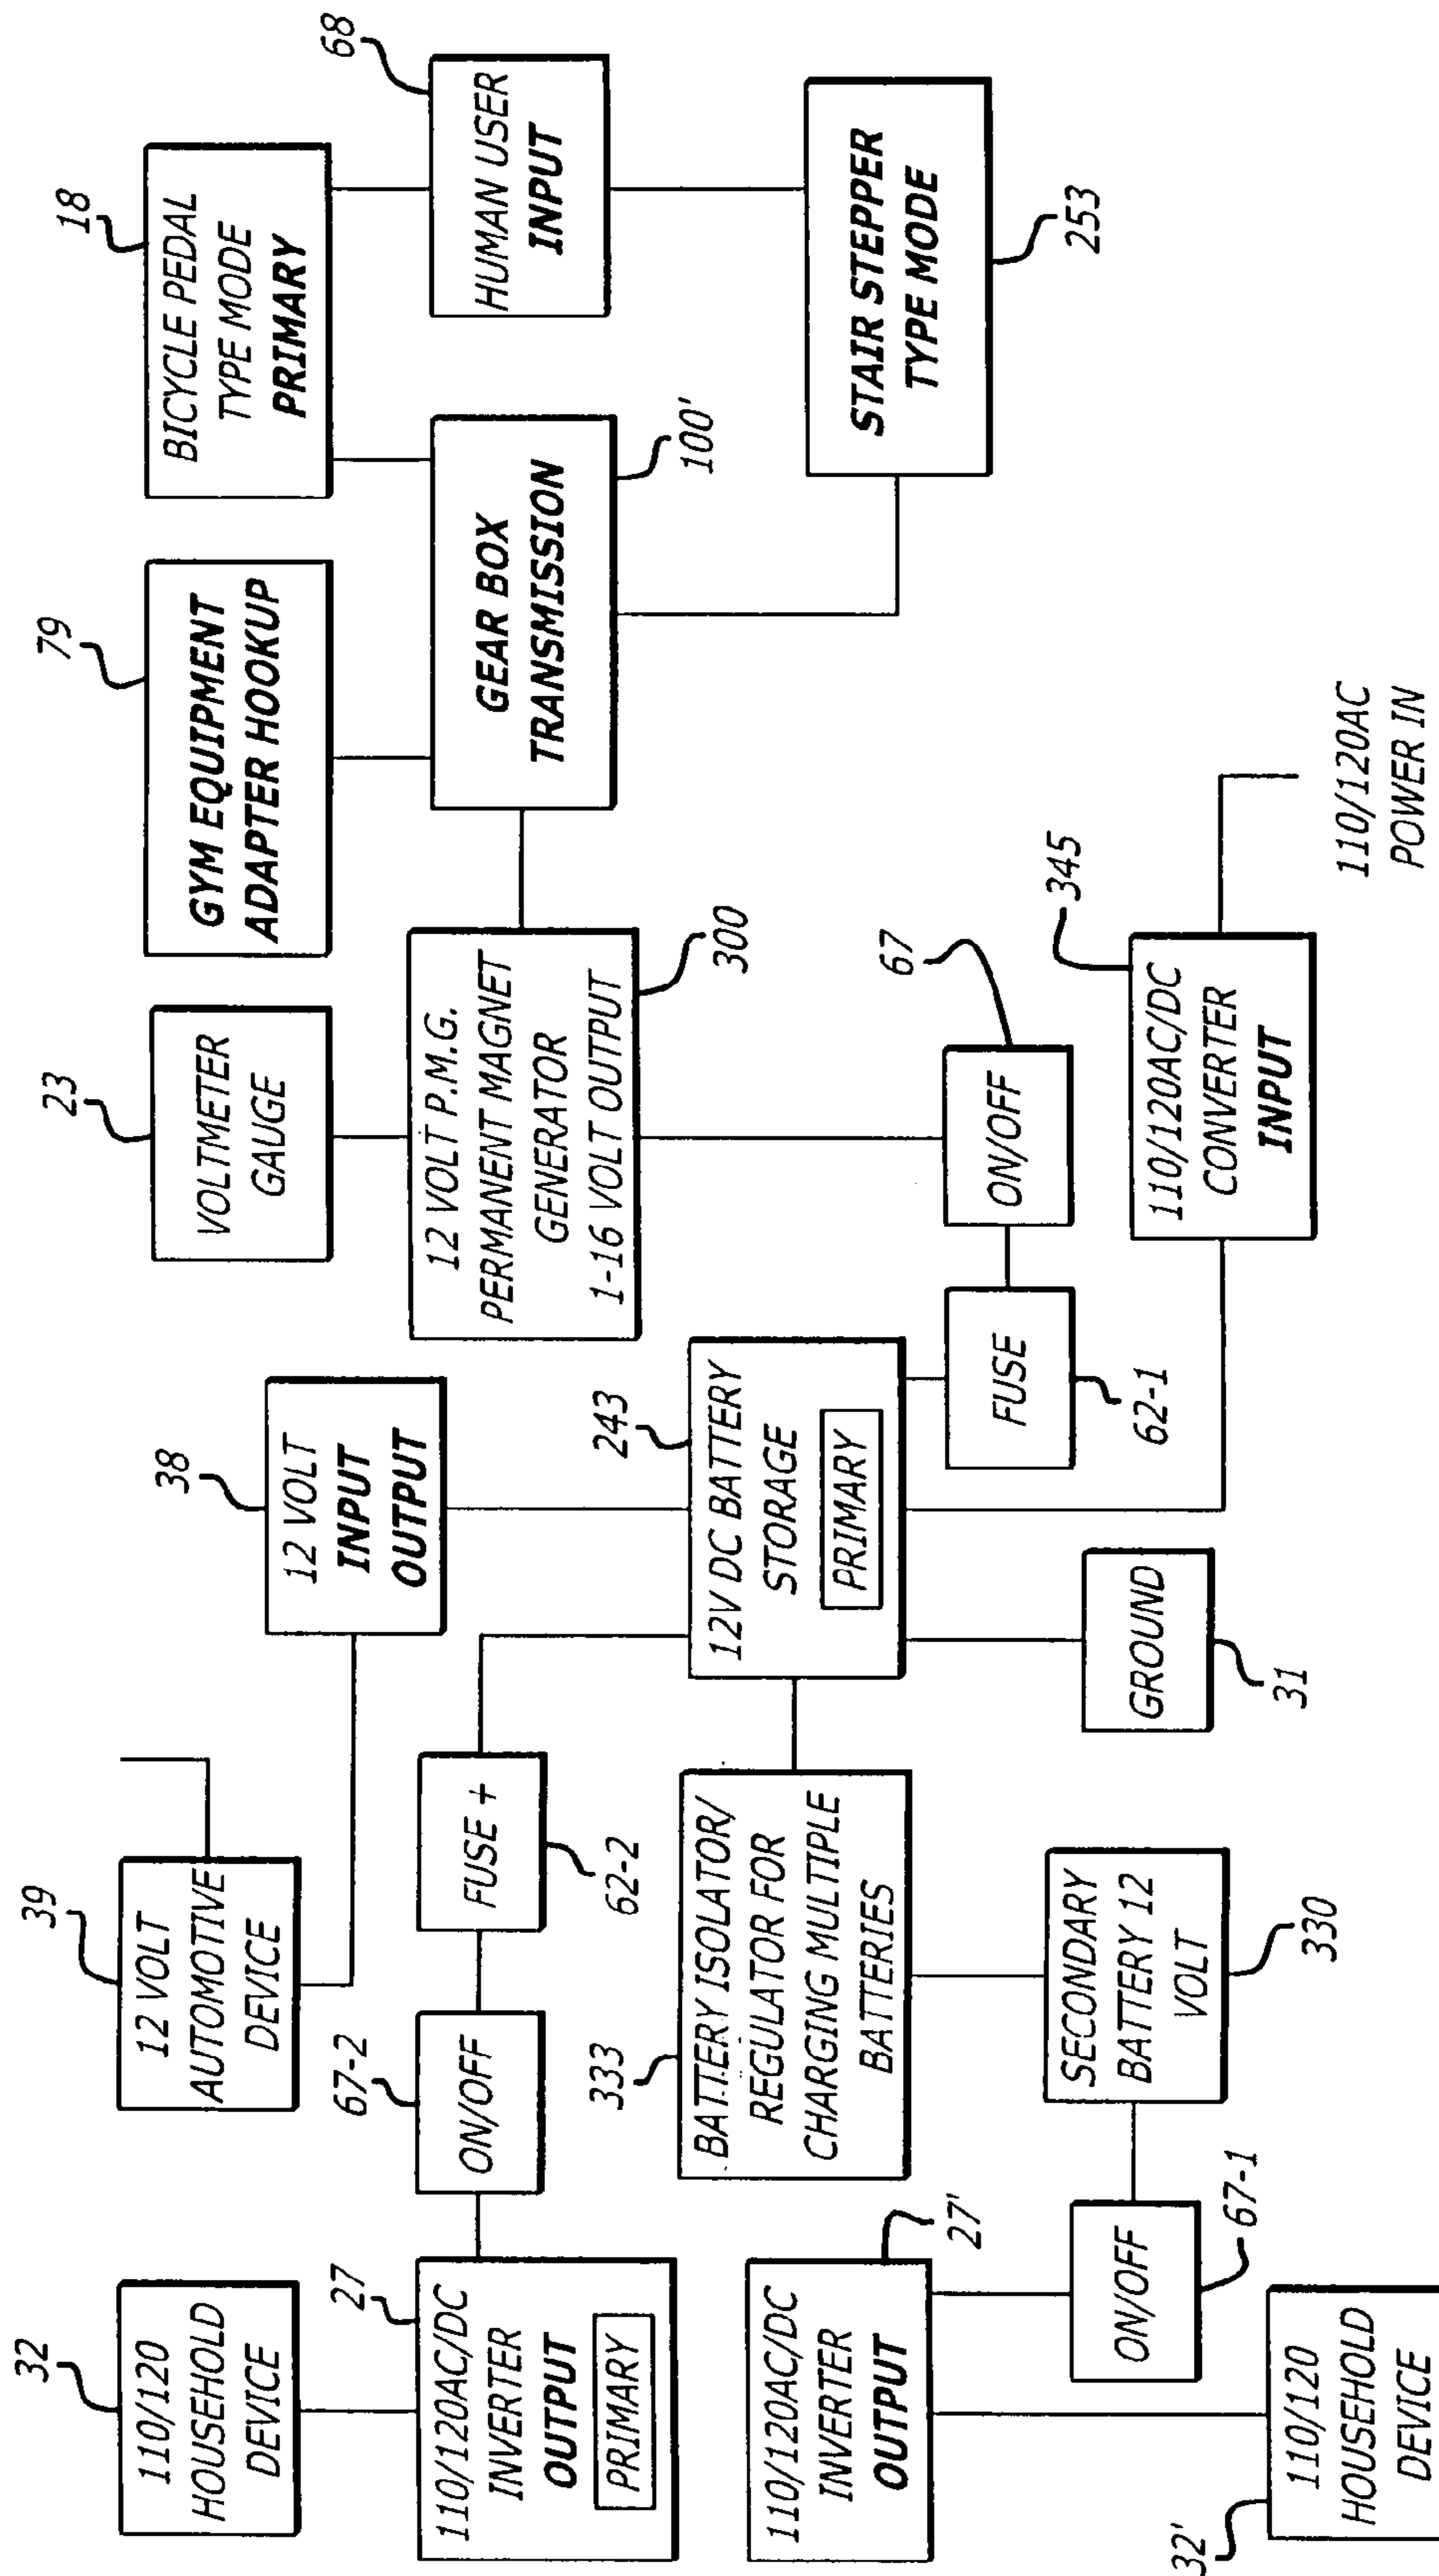 32
110/120
HOUSEHOLD
DEVICE
39
12 VOLT
AUTOMOTIVE
DEVICE
38
12 VOLT
INPUT
OUTPUT
23
VOLTMETER
GAUGE
79
GYM EQUIPMENT
ADAPTER HOOKUP
18
BICYCLE PEDAL
TYPE MODE
PRIMARY
68
HUMAN USER
INPUT
27
110/120AC/DC
INVERTER
OUTPUT
PRIMARY
67-2
ON/OFF
FUSE +
62-2
12 VOLT P.M.G.
PERMANENT MAGNET
GENERATOR
1-16 VOLT OUTPUT
300
GEAR BOX
TRANSMISSION
100'
333
BATTERY ISOLATOR/
REGULATOR FOR
CHARGING MULTIPLE
BATTERIES
243
12V DC BATTERY
STORAGE
PRIMARY
STAIR STEPPER
TYPE MODE
253
27'
110/120AC/DC
INVERTER
OUTPUT
67
ON/OFF
FUSE
62-1
SECONDARY
BATTERY 12
VOLT
330
GROUND
31
345
110/120AC/DC
CONVERTER
INPUT
110/120AC
POWER IN
ON/OFF
67-1
32'
110/120
HOUSEHOLD
DEVICE